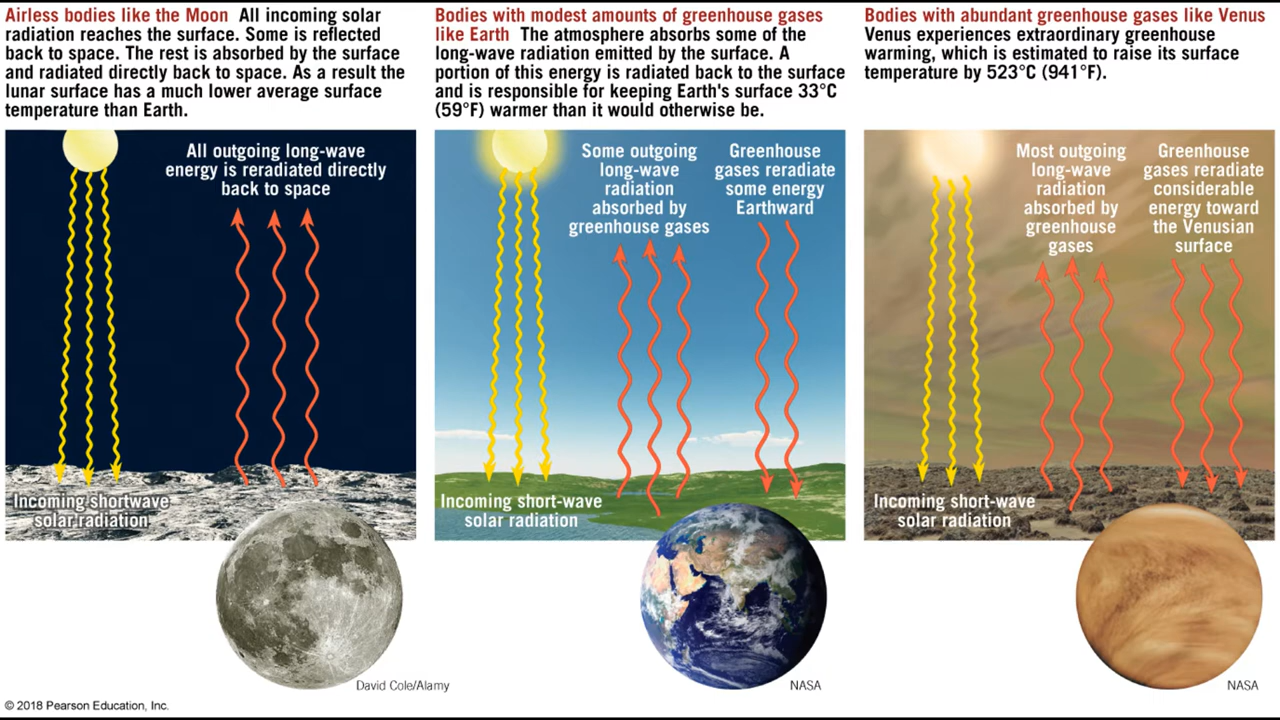 Airless bodies like the Moon All incoming solar
radiation reaches the surface. Some is reflected
back to space. The rest is absorbed by the surface
and radiated directly back to space. As a result the
lunar surface has a much lower average surface
temperature than Earth.
All outgoing long-wave
energy is reradiated directly
back to space
Incoming shortwave
solar radiation
David Cole/Alamy
Bodies with modest amounts of greenhouse gases
like Earth The atmosphere absorbs some of the
long-wave radiation emitted by the surface. A
portion of this energy is radiated back to the surface
and is responsible for keeping Earth's surface 33°C
(59°F) warmer than it would otherwise be.
Some outgoing
long-wave
radiation
absorbed by
greenhouse gases
Greenhouse
gases reradiate
some energy
Earthward
Incoming short-wave
solar radiation
NASA
Bodies with abundant greenhouse gases like Venus
Venus experiences extraordinary greenhouse
warming, which is estimated to raise its surface
temperature by 523°C (941°F).
Most outgoing
long-wave
radiation
absorbed by
greenhouse
gases
Greenhouse
gases reradiate
considerable
energy toward
the Venusian
surface
Incoming short-wave
solar radiation
NASA
© 2018 Pearson Education, Inc.